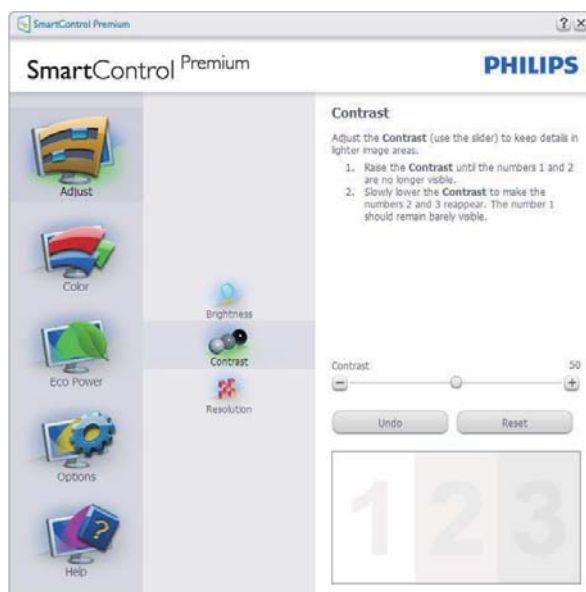 SmartControl Premium
SmartControl Premium
PHILIPS
Adjust
Color
Eco Power
Options
Help
Brightness
Contrast
Resolution
Contrast
Adjust the Contrast (use the slider) to keep details in
lighter image areas.
1. Raise the Contrast until the numbers 1 and 2
are no longer visible.
2. Slowly lower the Contrast to make the
numbers 2 and 3 reappear. The number 1
should remain barely visible.
Contrast 50
Undo Reset
1 2 3